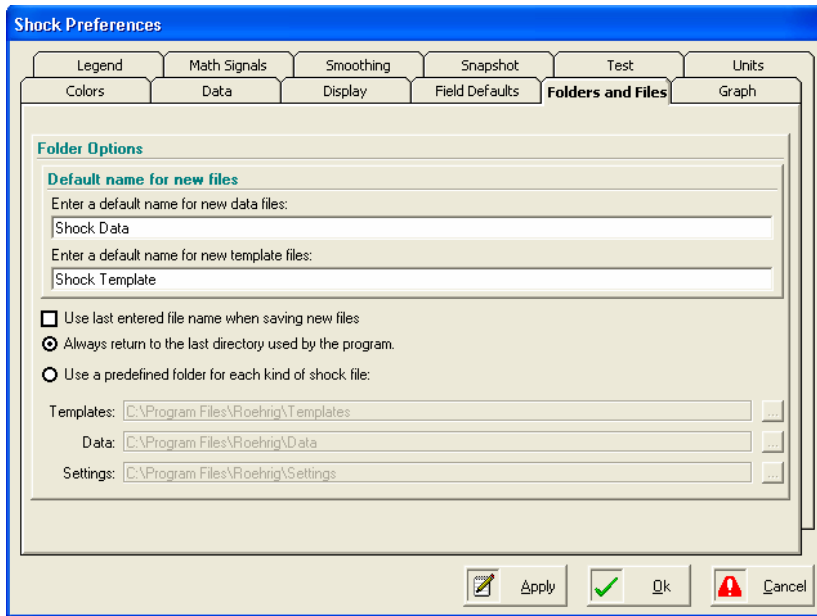 Shock Preferences
Legend Math Signals Smoothing Snapshot Test Units
Colors Data Display Field Defaults Folders and Files Graph
Folder Options
Default name for new files
Enter a default name for new data files:
Shock Data
Enter a default name for new template files:
Shock Template
Use last entered file name when saving new files
Always return to the last directory used by the program.
Use a predefined folder for each kind of shock file:
Templates: C:\Program Files\Roehrig\Templates ...
Data: C:\Program Files\Roehrig\Data ...
Settings: C:\Program Files\Roehrig\Settings ...
Apply Ok Cancel